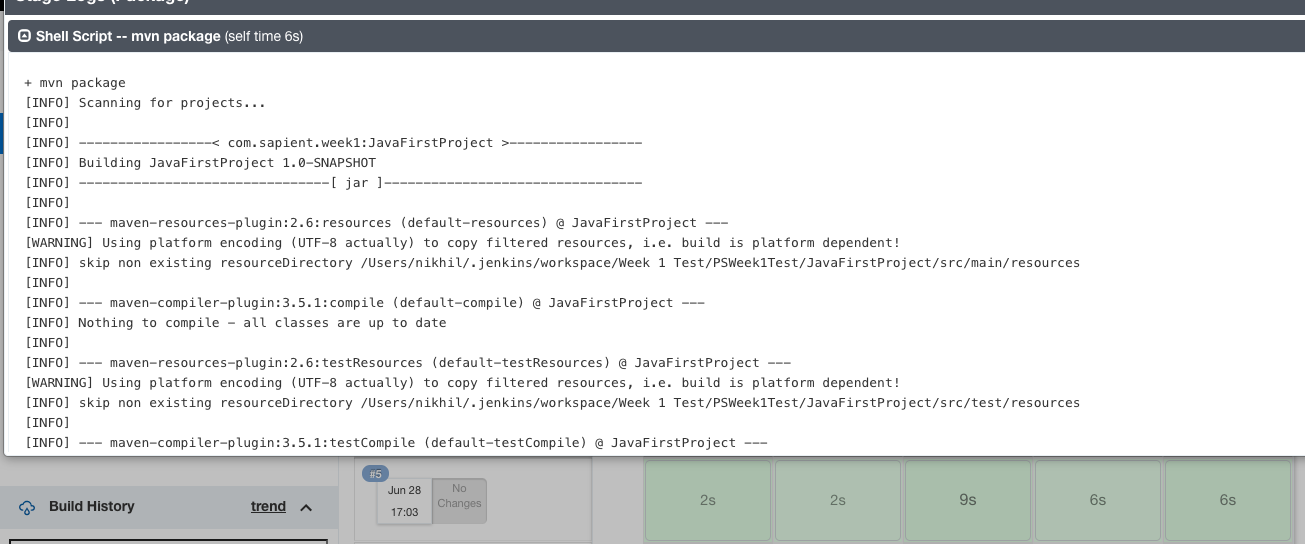 Stage Logs (Package)
Shell Script -- mvn package (self time 6s)
+ mvn package
[INFO] Scanning for projects...
[INFO]
[INFO] -----------------< com.sapient.week1:JavaFirstProject >-----------------
[INFO] Building JavaFirstProject 1.0-SNAPSHOT
[INFO] --------------------------------[ jar ]---------------------------------
[INFO]
[INFO] --- maven-resources-plugin:2.6:resources (default-resources) @ JavaFirstProject ---
[WARNING] Using platform encoding (UTF-8 actually) to copy filtered resources, i.e. build is platform dependent!
[INFO] skip non existing resourceDirectory /Users/nikhil/.jenkins/workspace/Week 1 Test/PSWeek1Test/JavaFirstProject/src/main/resources
[INFO]
[INFO] --- maven-compiler-plugin:3.5.1:compile (default-compile) @ JavaFirstProject ---
[INFO] Nothing to compile - all classes are up to date
[INFO]
[INFO] --- maven-resources-plugin:2.6:testResources (default-testResources) @ JavaFirstProject ---
[WARNING] Using platform encoding (UTF-8 actually) to copy filtered resources, i.e. build is platform dependent!
[INFO] skip non existing resourceDirectory /Users/nikhil/.jenkins/workspace/Week 1 Test/PSWeek1Test/JavaFirstProject/src/test/resources
[INFO]
[INFO] --- maven-compiler-plugin:3.5.1:testCompile (default-testCompile) @ JavaFirstProject ---
Build History trend
#5
Jun 28
17:03
No
Changes
2s 2s 9s 6s 6s